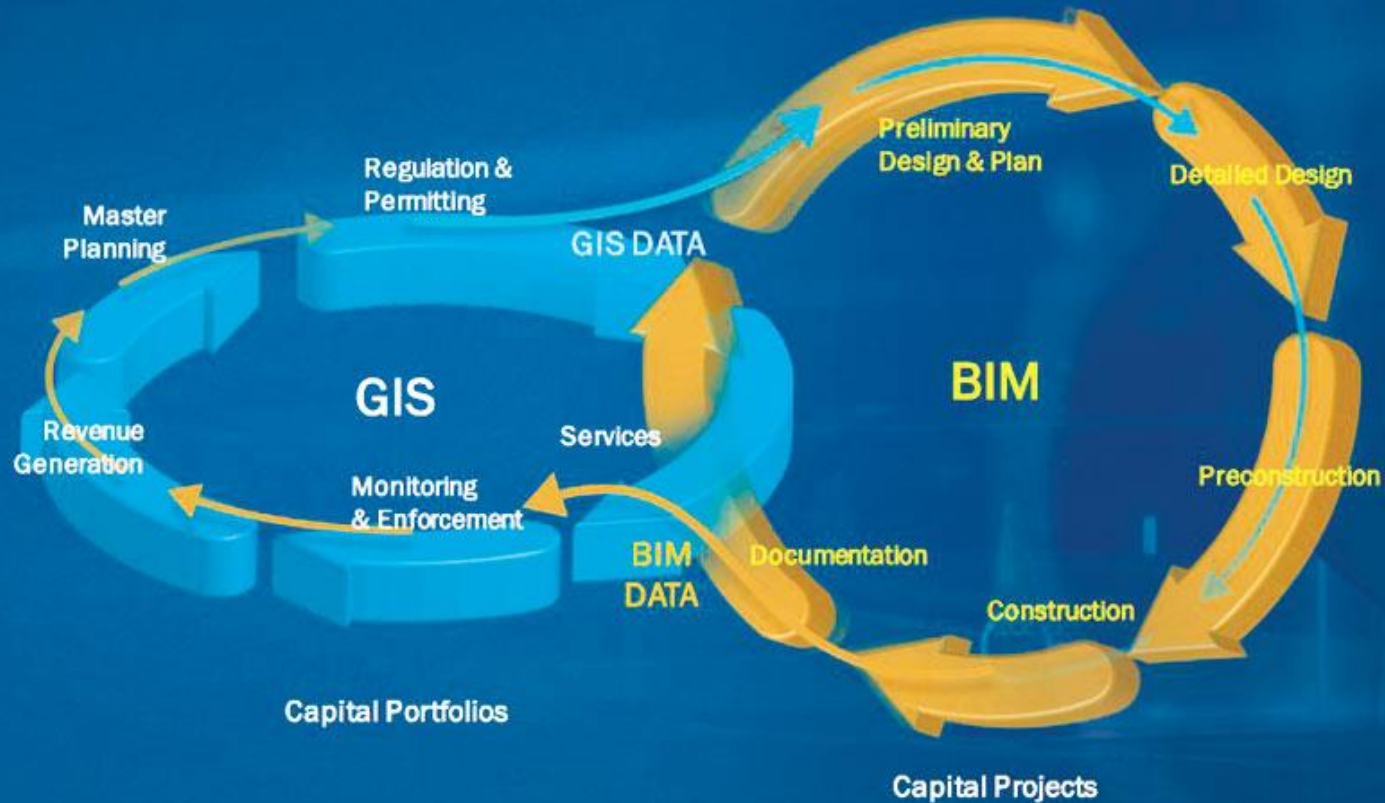 Preliminary
Design & Plan
Regulation &
Permitting
Detailed Design
Master
Planning
GIS DATA
GIS
BIM
Revenue
Generation
Services
Preconstruction
Monitoring
& Enforcement
BIM
DATA
Documentation
Construction
Capital Portfolios
Capital Projects